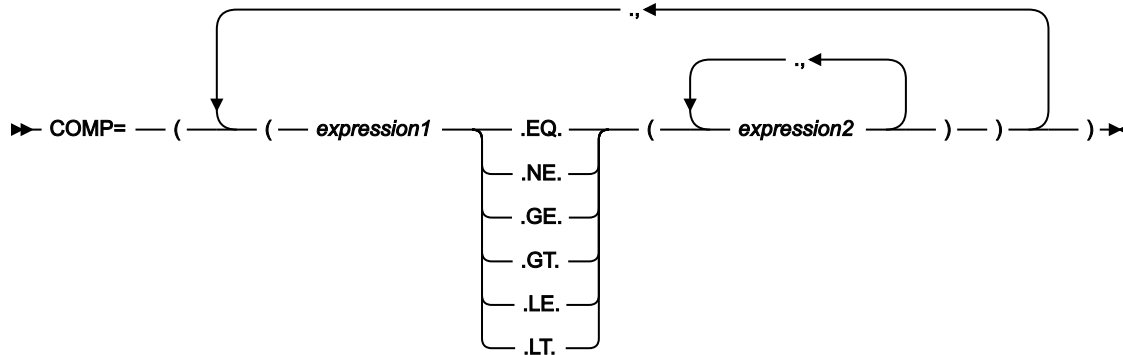 .,
.,
COMP= ( ( expression1 .EQ. ( expression2 ) ) )
.NE.
.GE.
.GT.
.LE.
.LT.